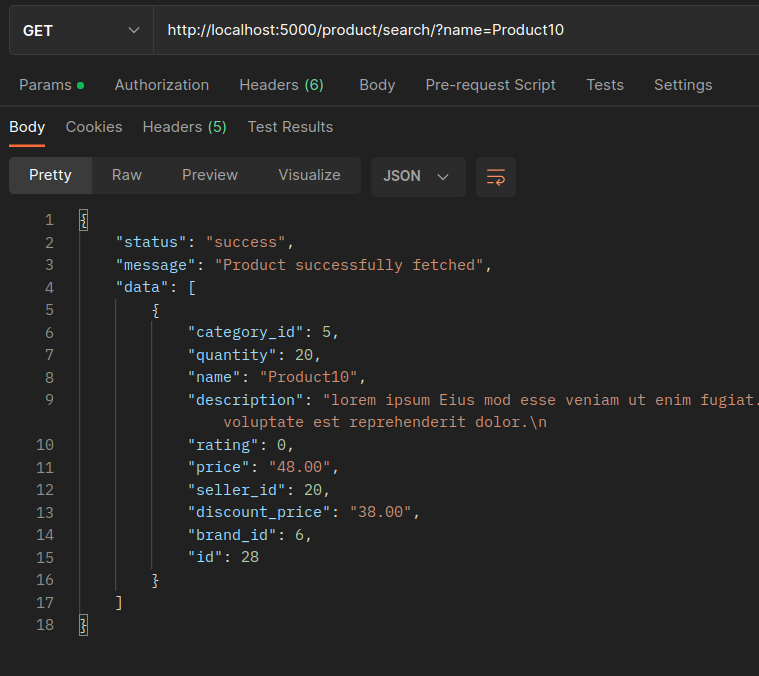 GET http://localhost:5000/product/search/?name=Product10
Params Authorization Headers (6) Body Pre-request Script Tests Settings
Body Cookies Headers (5) Test Results
Pretty Raw Preview Visualize JSON
1 {
2 "status": "success",
3 "message": "Product successfully fetched",
4 "data": [
5 {
6 "category_id": 5,
7 "quantity": 20,
8 "name": "Product10",
9 "description": "lorem ipsum Eius mod esse veniam ut enim fugiat.
voluptate est reprehenderit dolor.\n
10 "rating": 0,
11 "price": "48.00",
12 "seller_id": 20,
13 "discount_price": "38.00",
14 "brand_id": 6,
15 "id": 28
16 }
17 ]
18 }